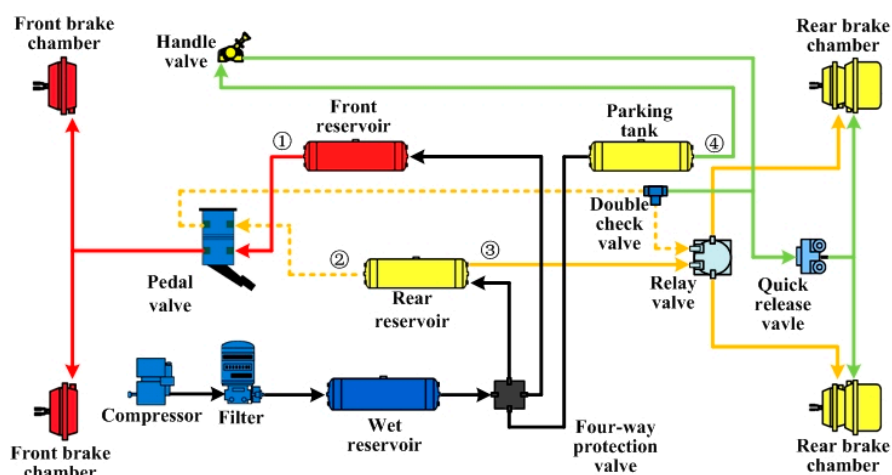 Front brake
chamber
Handle
valve
Rear brake
chamber
Front
reservoir
Parking
tank
①
④
Double
check
valve
②
③
Pedal
valve
Rear
reservoir
Relay
valve
Quick
release
vavle
Compressor
Filter
Wet
reservoir
Four-way
protection
valve
Front brake
chamber
Rear brake
chamber